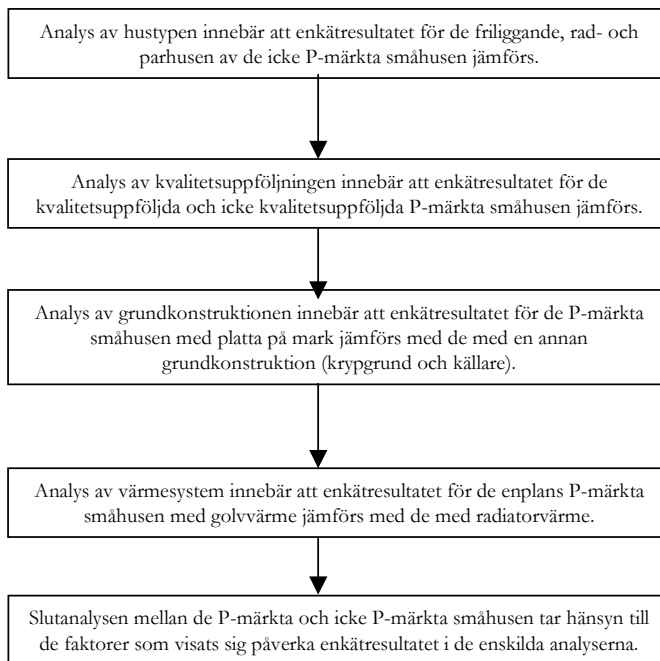 Analys av hustypen innebär att enkätresultatet för de friliggande, rad- och
parhusen av de icke P-märkta småhusen jämförs.
Analys av kvalitetsuppföljningen innebär att enkätresultatet för de
kvalitetsuppföljda och icke kvalitetsuppföljda P-märkta småhusen jämförs.
Analys av grundkonstruktionen innebär att enkätresultatet för de P-märkta
småhusen med platta på mark jämförs med de med en annan
grundkonstruktion (krypgrund och källare).
Analys av värmesystem innebär att enkätresultatet för de enplans P-märkta
småhusen med golvvärme jämförs med de med radiatorvärme.
Slutanalysen mellan de P-märkta och icke P-märkta småhusen tar hänsyn till
de faktorer som visats sig påverka enkätresultatet i de enskilda analyserna.